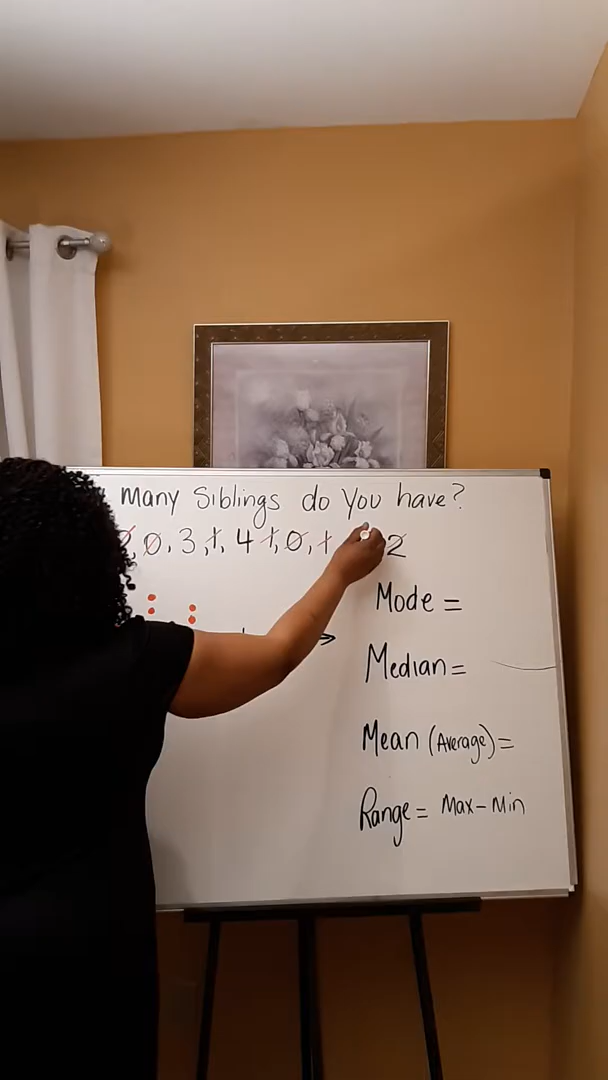 many Siblings do You have?
0, 0, 3, 1, 4 1, 0, 1 2
Mode =
Median =
Mean (Average) =
Range = Max - Min